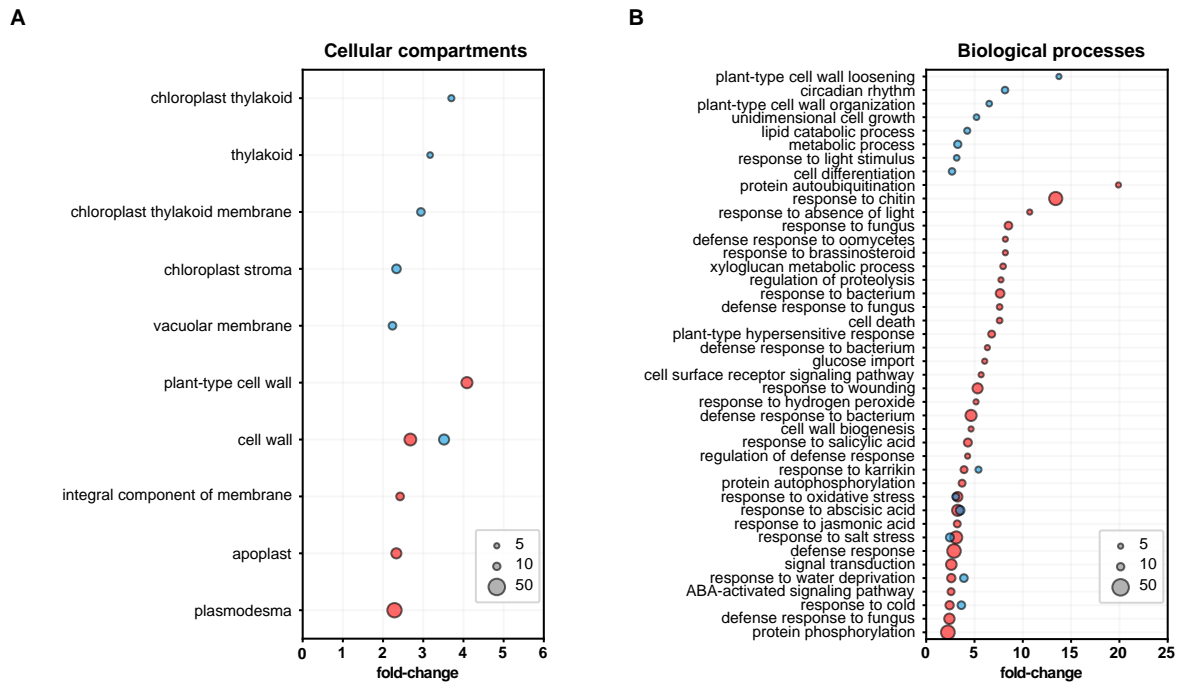 A
Cellular compartments
chloroplast thylakoid
thylakoid
chloroplast thylakoid membrane
chloroplast stroma
vacuolar membrane
plant-type cell wall
cell wall
integral component of membrane
apoplast
plasmodesma
5
10
50
0 1 2 3 4 5 6
fold-change
B
Biological processes
plant-type cell wall loosening
circadian rhythm
plant-type cell wall organization
unidimensional cell growth
lipid catabolic process
metabolic process
response to light stimulus
cell differentiation
protein autoubiquitination
response to chitin
response to absence of light
response to fungus
defense response to oomycetes
response to brassinosteroid
xyloglucan metabolic process
regulation of proteolysis
response to bacterium
defense response to fungus
cell death
plant-type hypersensitive response
defense response to bacterium
glucose import
cell surface receptor signaling pathway
response to wounding
response to hydrogen peroxide
defense response to bacterium
cell wall biogenesis
response to salicylic acid
regulation of defense response
response to karrikin
protein autophosphorylation
response to oxidative stress
response to abscisic acid
response to jasmonic acid
response to salt stress
defense response
signal transduction
response to water deprivation
ABA-activated signaling pathway
response to cold
defense response to fungus
protein phosphorylation
5
10
50
0 5 10 15 20 25
fold-change